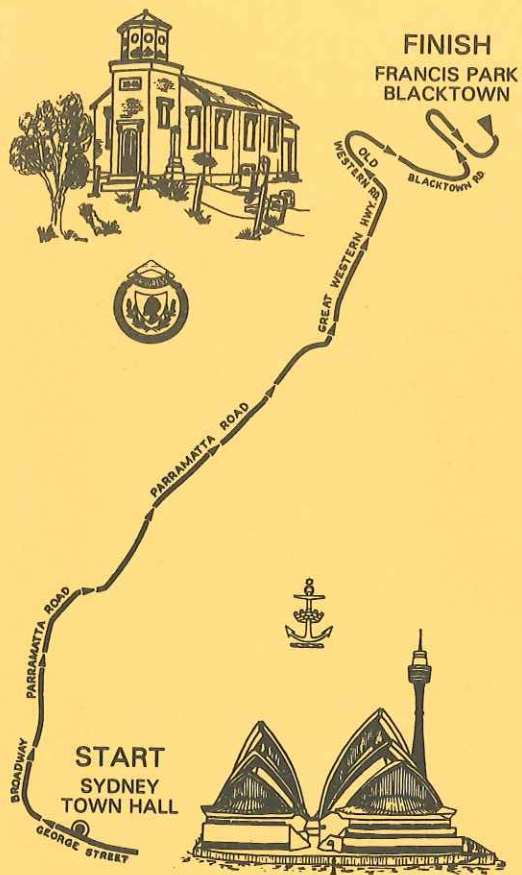 FINISH
FRANCIS PARK
BLACKTOWN
OLD
WESTERN RD.
BLACKTOWN RD.
GREAT WESTERN HWY.
PARRAMATTA ROAD
PARRAMATTA ROAD
BROADWAY
START
SYDNEY
TOWN HALL
GEORGE STREET